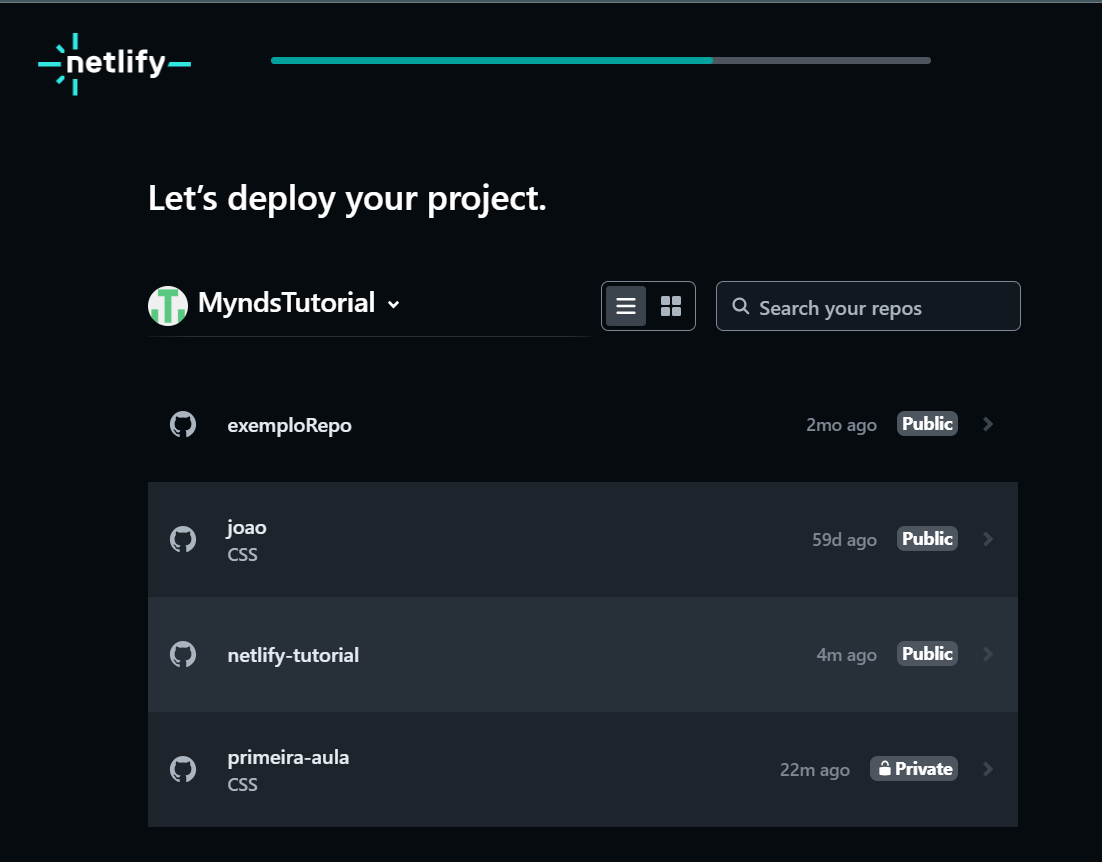 netlify
Let's deploy your project.
MyndsTutorial
Search your repos
exemploRepo 2mo ago Public
joao
CSS
59d ago Public
netlify-tutorial 4m ago Public
primeira-aula
CSS
22m ago Private